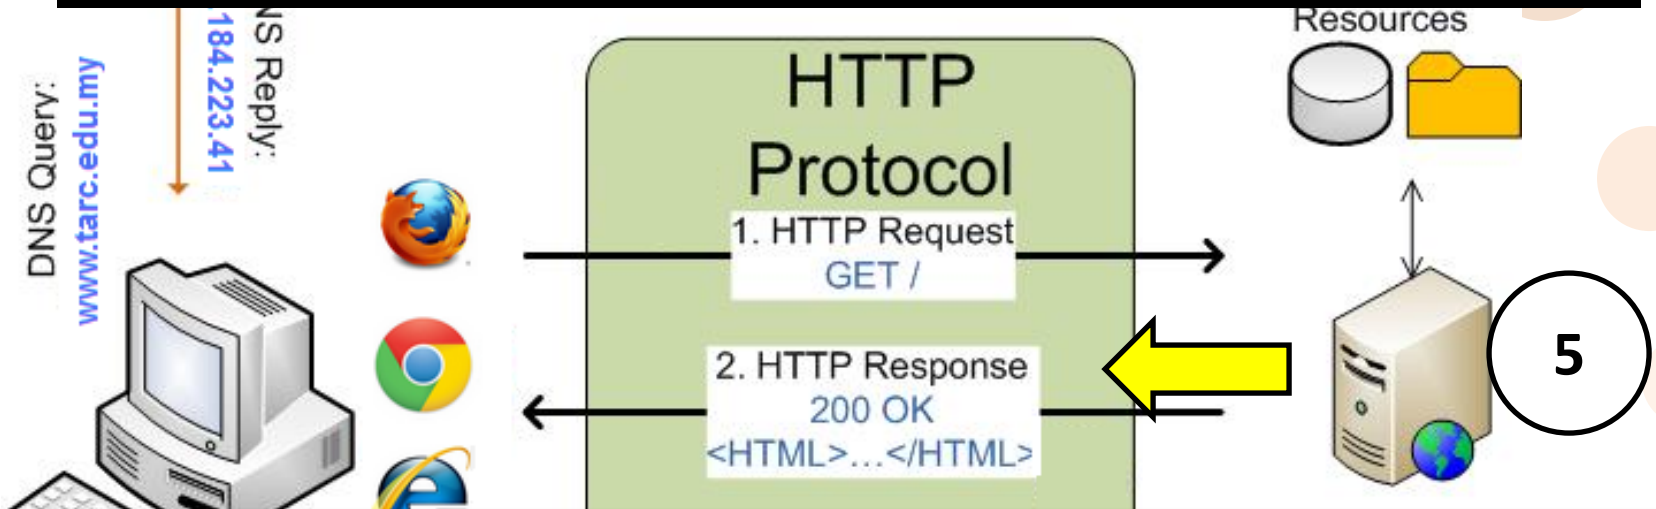 DNS Query:
www.tarc.edu.my
NS Reply:
.184.223.41
HTTP
Protocol
1. HTTP Request
GET /
2. HTTP Response
200 OK
<HTML>...</HTML>
Resources
5